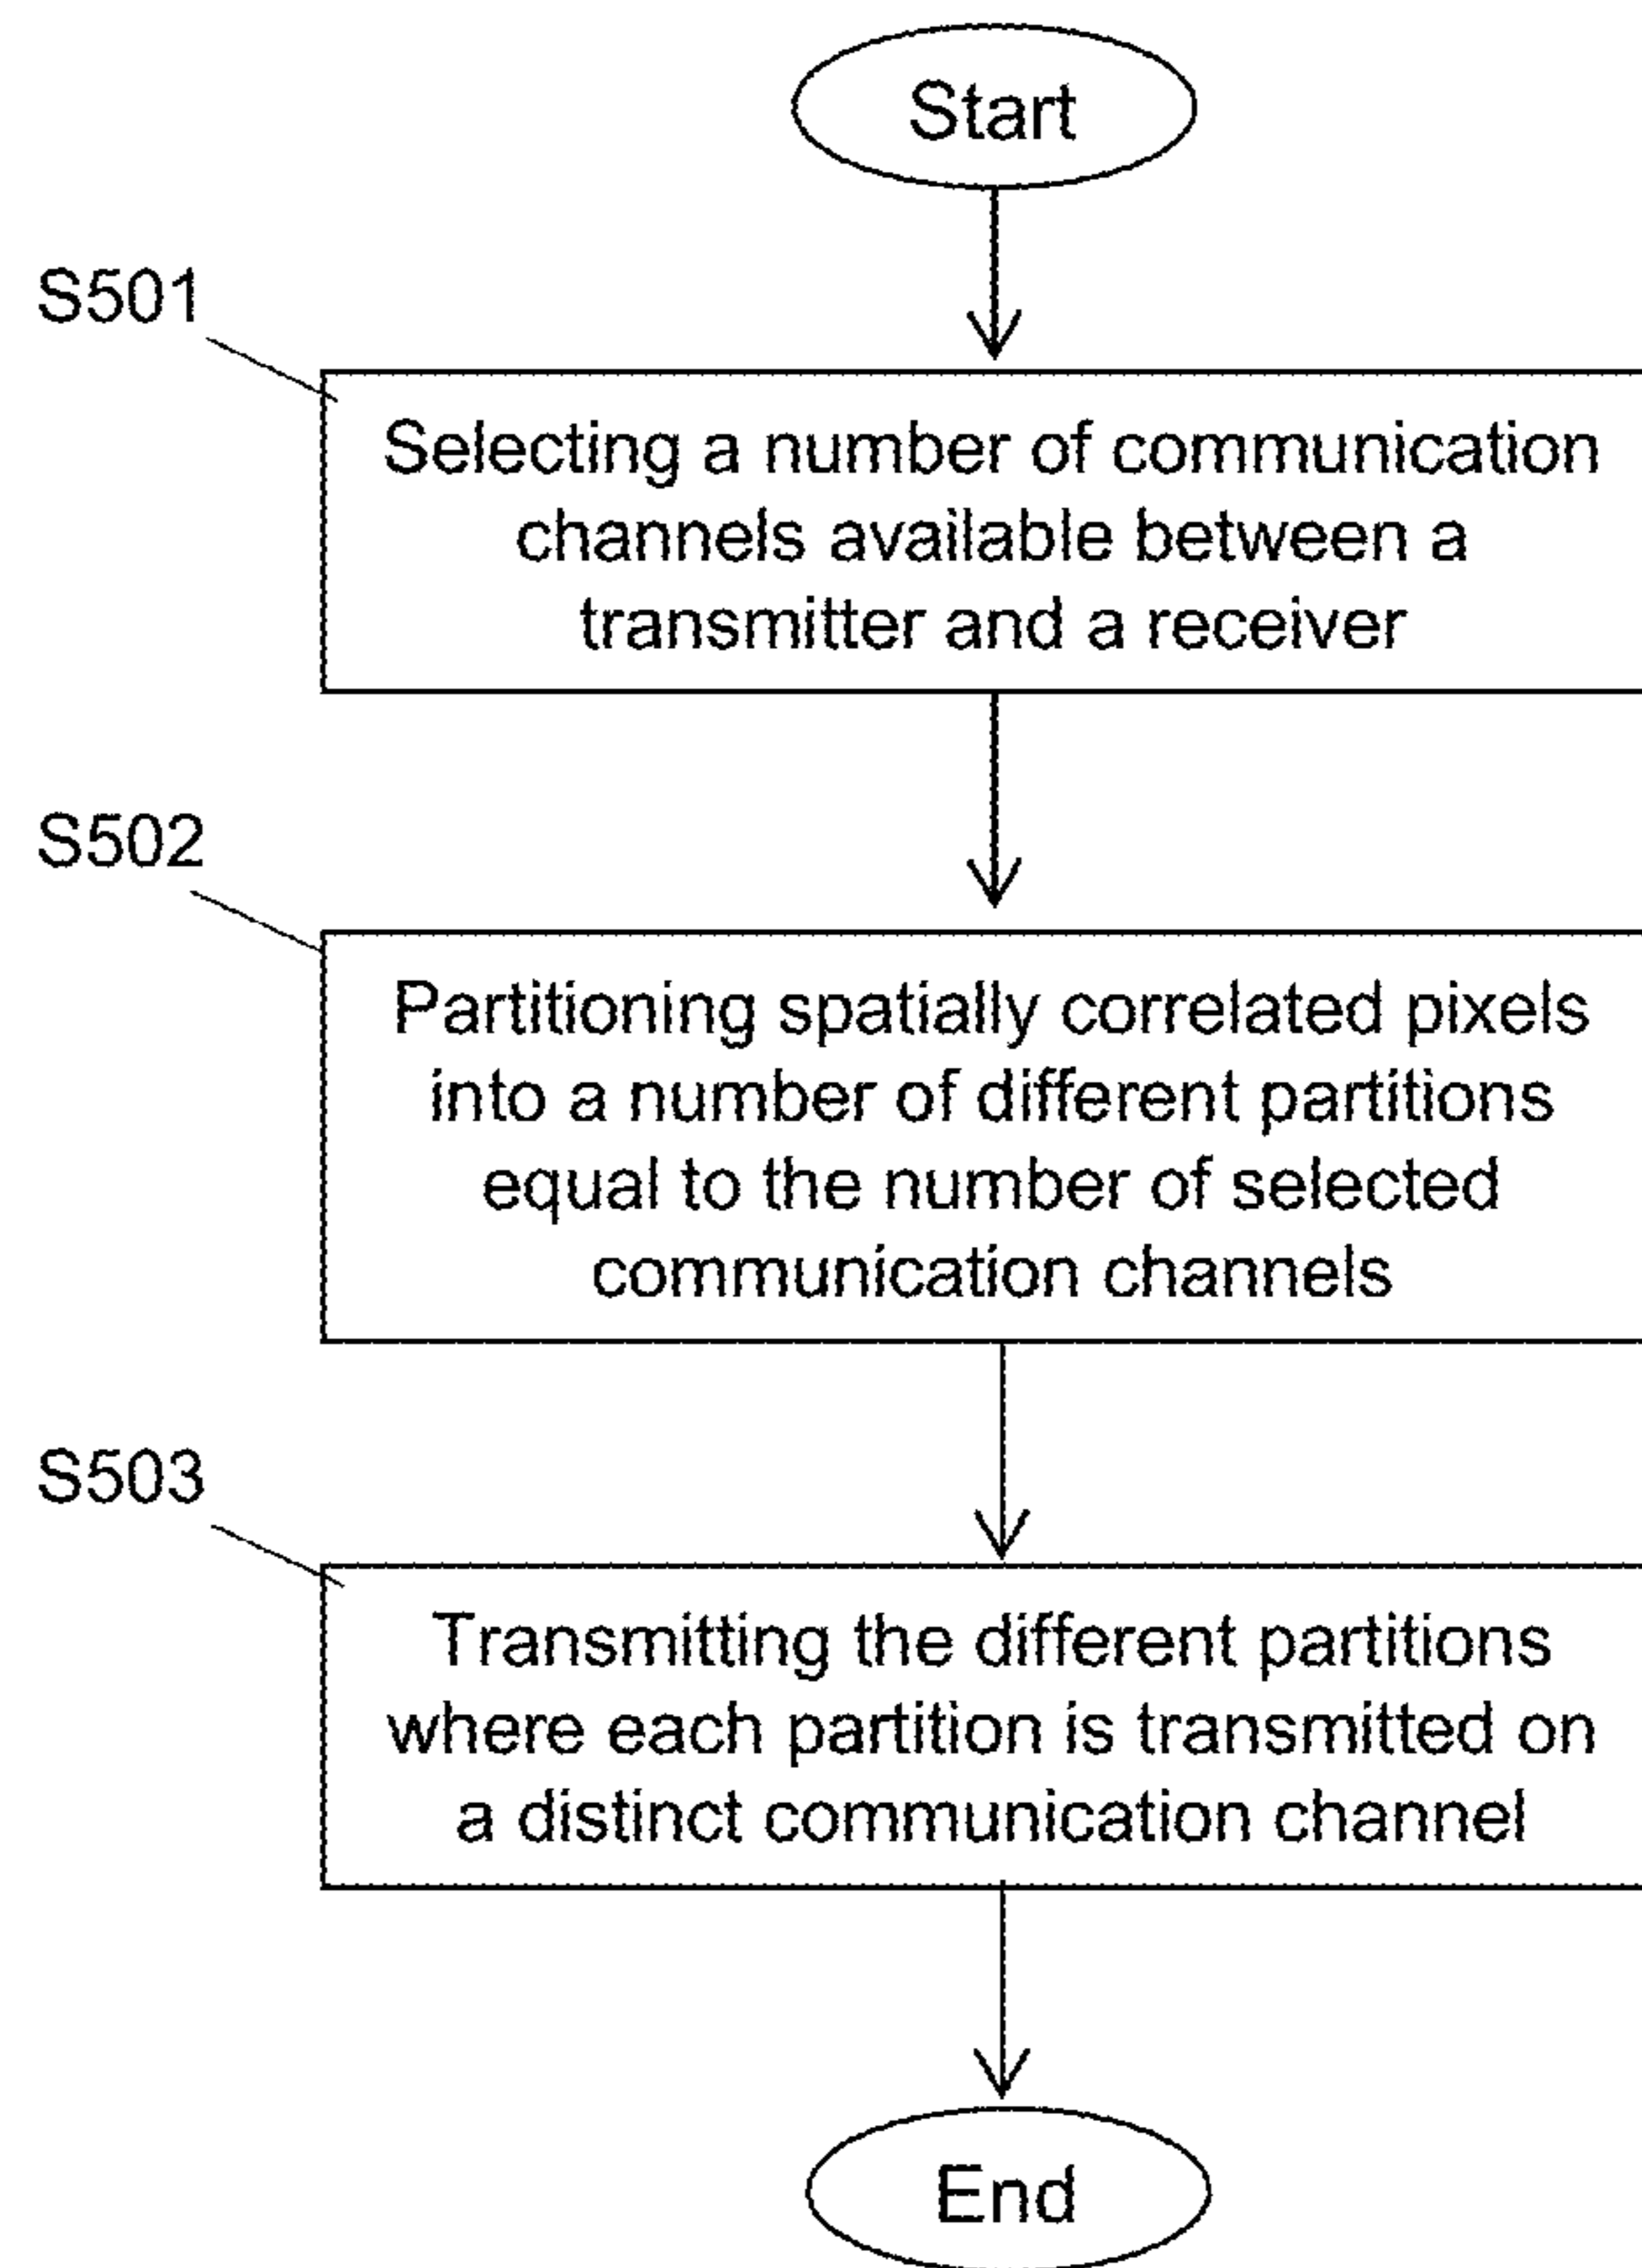 Start
S501
Selecting a number of communication
channels available between a
transmitter and a receiver
S502
Partitioning spatially correlated pixels
into a number of different partitions
equal to the number of selected
communication channels
S503
Transmitting the different partitions
where each partition is transmitted on
a distinct communication channel
End